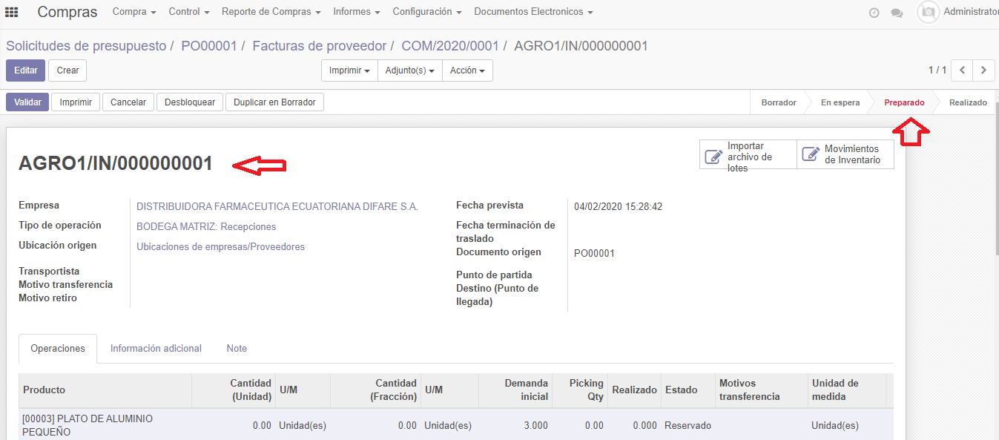 Compras Compra Control Reporte de Compras Informes Configuración Documentos Electronicos Administrator
Solicitudes de presupuesto / PO00001 / Facturas de proveedor / COM/2020/0001 / AGRO1/IN/000000001
Editar Crear Imprimir Adjunto(s) Acción 1 / 1
Validar Imprimir Cancelar Desbloquear Duplicar en Borrador Borrador En espera Preparado Realizado
Importar
archivo de
lotes
Movimientos
de Inventario
AGRO1/IN/000000001
Empresa DISTRIBUIDORA FARMACEUTICA ECUATORIANA DIFARE S.A.
Tipo de operación BODEGA MATRIZ: Recepciones
Ubicación origen Ubicaciones de empresas/Proveedores
Transportista
Motivo transferencia
Motivo retiro
Fecha prevista 04/02/2020 15:28:42
Fecha terminación de
traslado
Documento origen PO00001
Punto de partida
Destino (Punto de
llegada)
Operaciones Información adicional Note
Producto
Cantidad
(Unidad)
U/M
Cantidad
(Fracción)
U/M
Demanda
inicial
Picking
Qty
Realizado
Estado
Motivos
transferencia
Unidad de
medida
[00003] PLATO DE ALUMINIO
PEQUEÑO
0.00 Unidad(es) 0.00 Unidad(es) 3.000 0.00 0.000 Reservado Unidad(es)